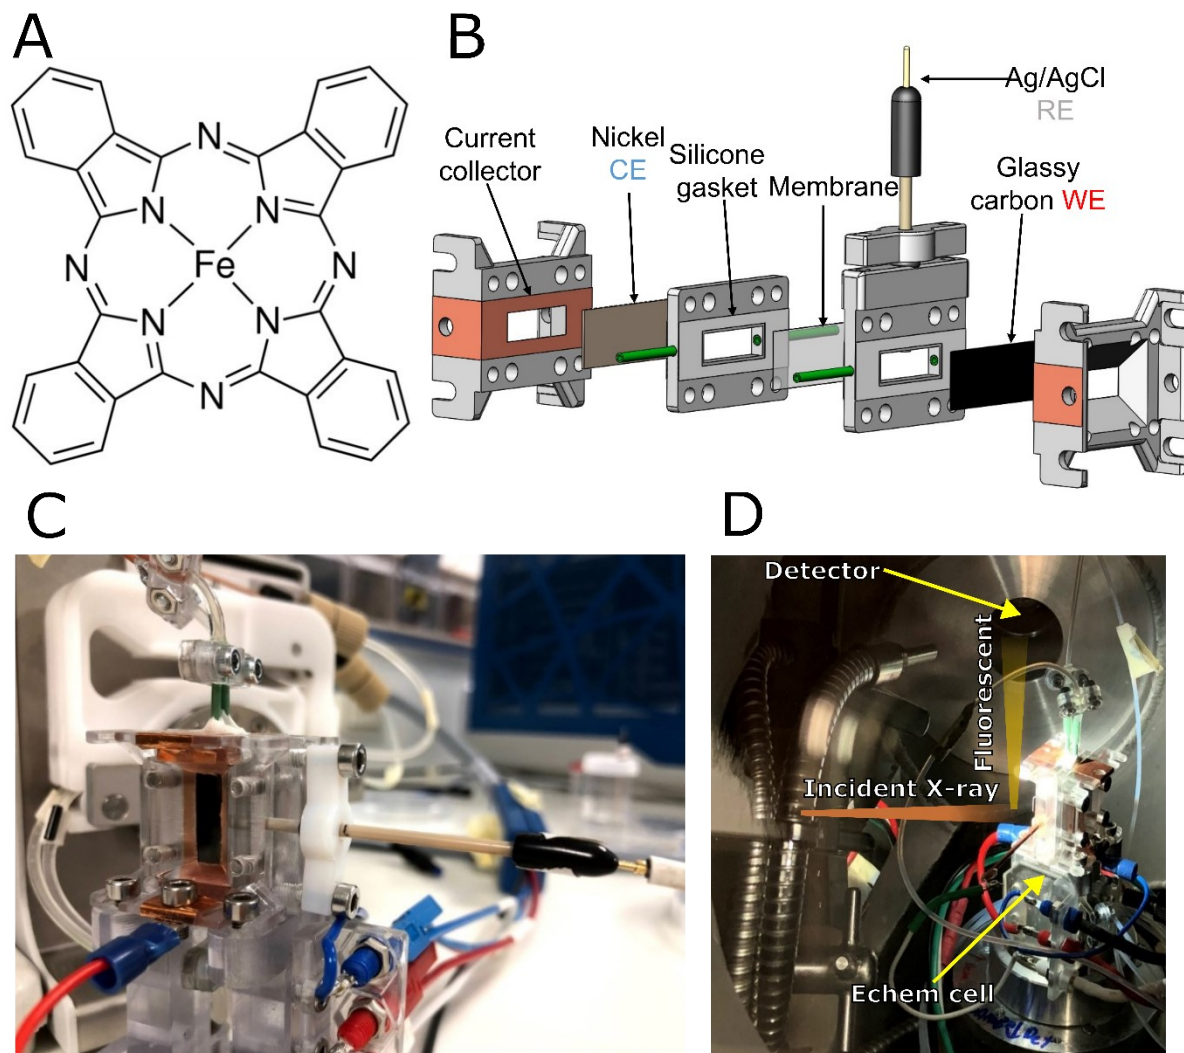 A
N
N
N
Fe
N
N
N
N
N
B
Ag/AgCl
RE
Current
collector
Nickel
CE
Silicone
gasket
Membrane
Glassy
carbon WE
C
D
Detector
Fluorescent
Incident X-ray
Echem cell